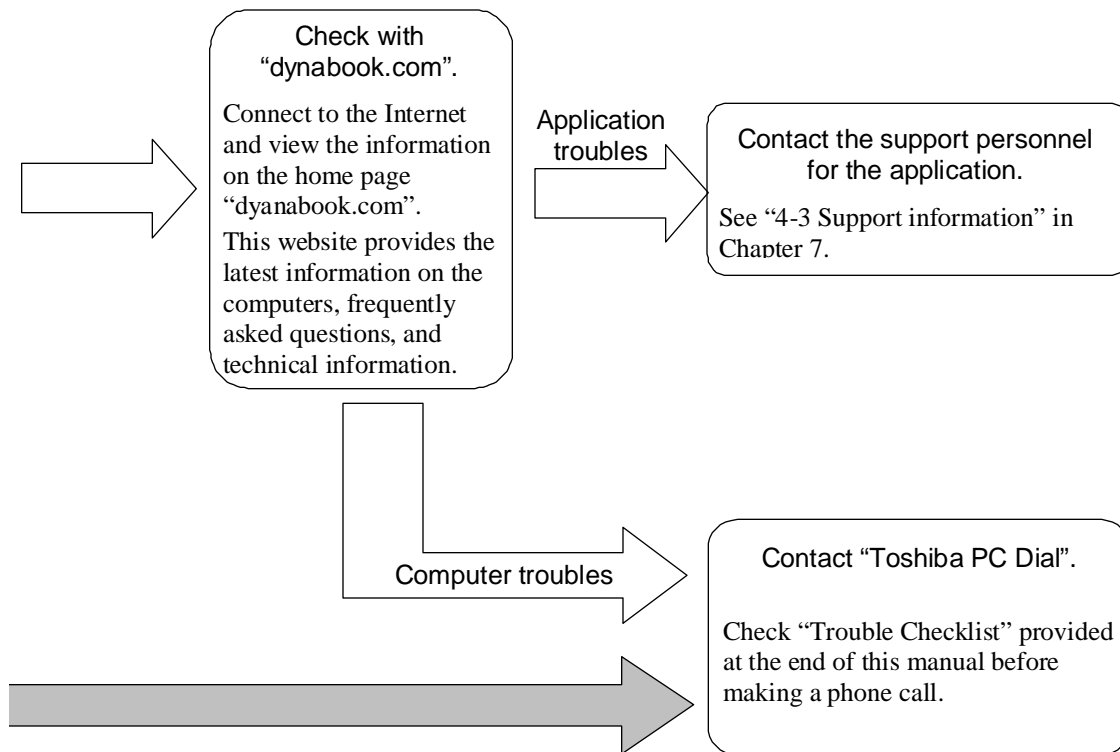 Check with
“dynabook.com”.
Connect to the Internet
and view the information
on the home page
“dyanabook.com”.
This website provides the
latest information on the
computers, frequently
asked questions, and
technical information.
Application
troubles
Contact the support personnel
for the application.
See “4-3 Support information” in
Chapter 7.
Computer troubles
Contact “Toshiba PC Dial”.
Check “Trouble Checklist” provided
at the end of this manual before
making a phone call.